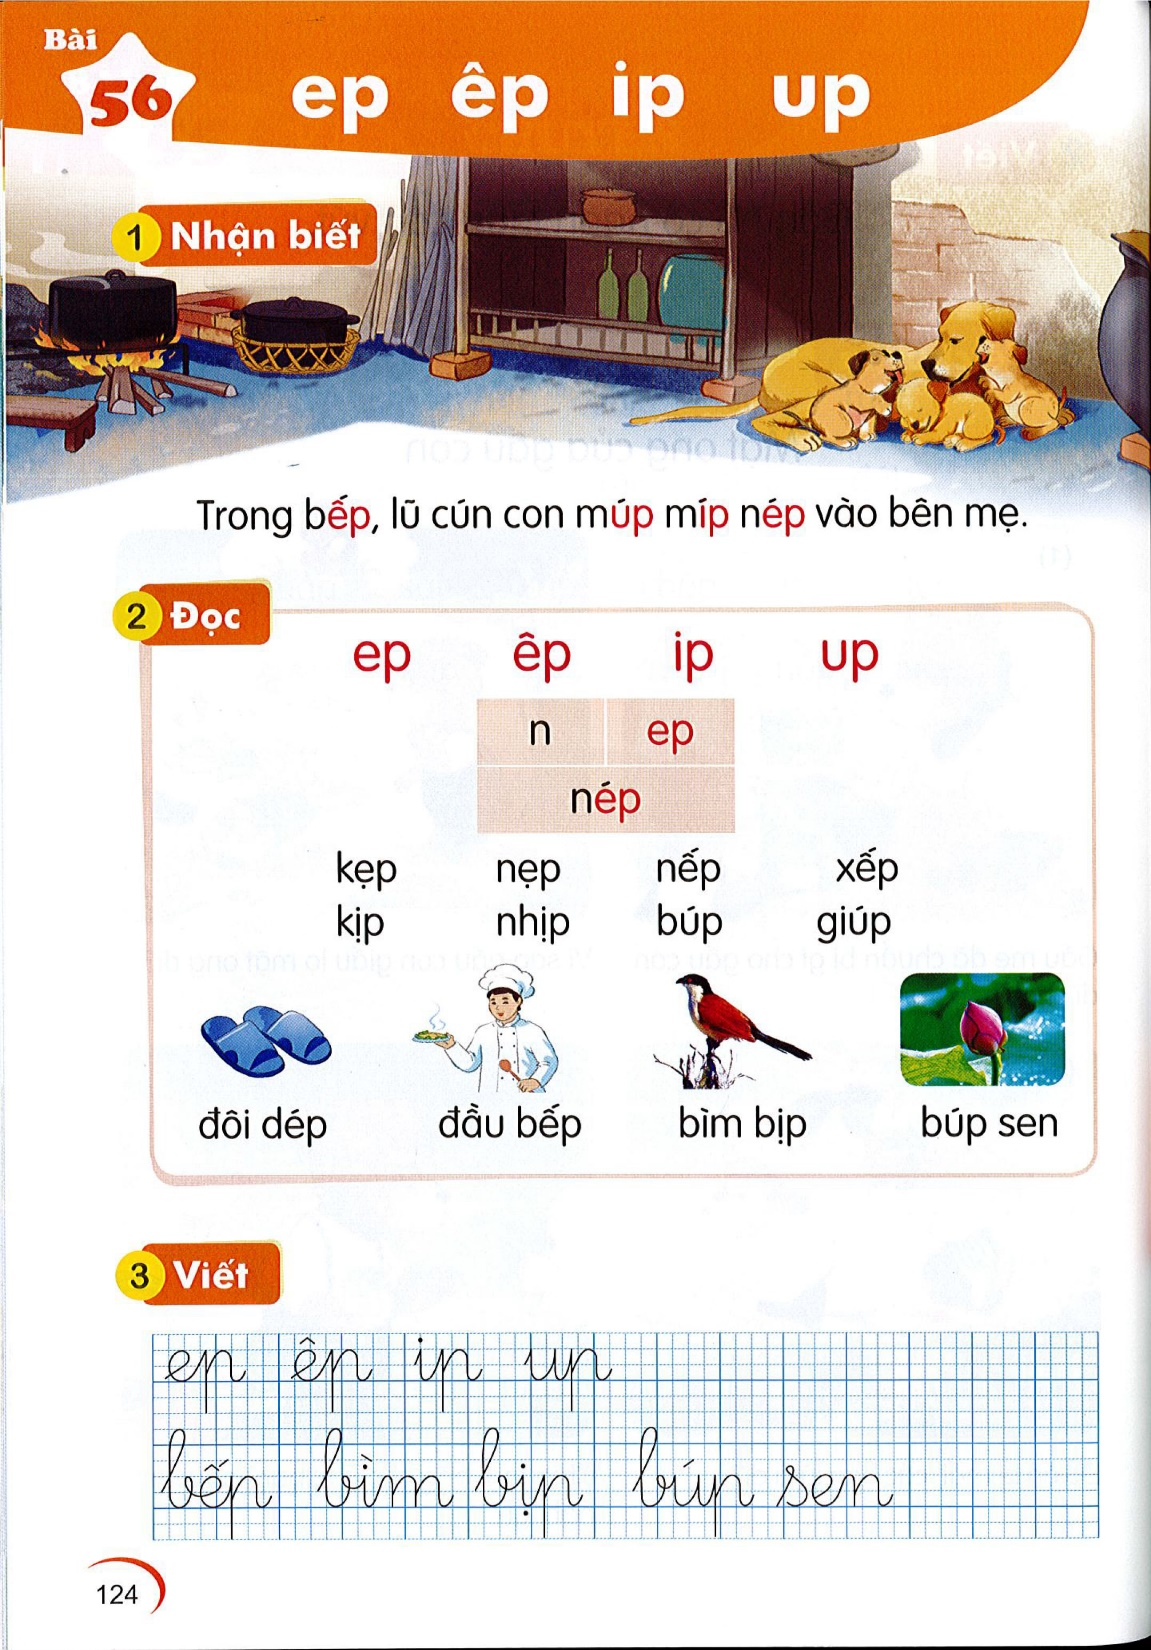 Bài
56
ep êp ip up
1 Nhận biết
Trong bếp, lũ cún con múp míp nép vào bên mẹ.
2 Đọc
ep êp ip up
n ep
nép
kẹp nẹp nếp xếp
kịp nhịp búp giúp
đôi dép đầu bếp bìm bịp búp sen
3 Viết
ep êp ip up
bếp bìm bịp búp sen
124